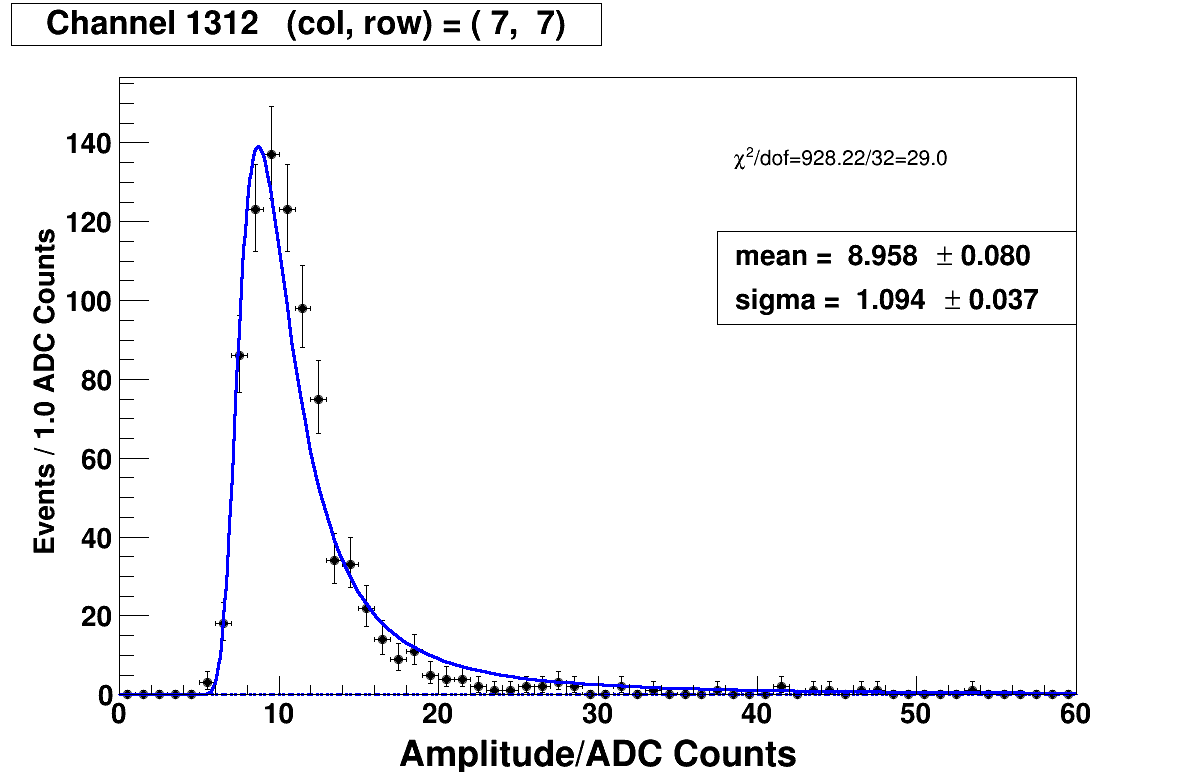 Channel 1312 (col, row) = ( 7, 7)
χ²/dof=928.22/32=29.0
mean = 8.958 ± 0.080
sigma = 1.094 ± 0.037
Events / 1.0 ADC Counts
140
120
100
80
60
40
20
0
0 10 20 30 40 50 60
Amplitude/ADC Counts